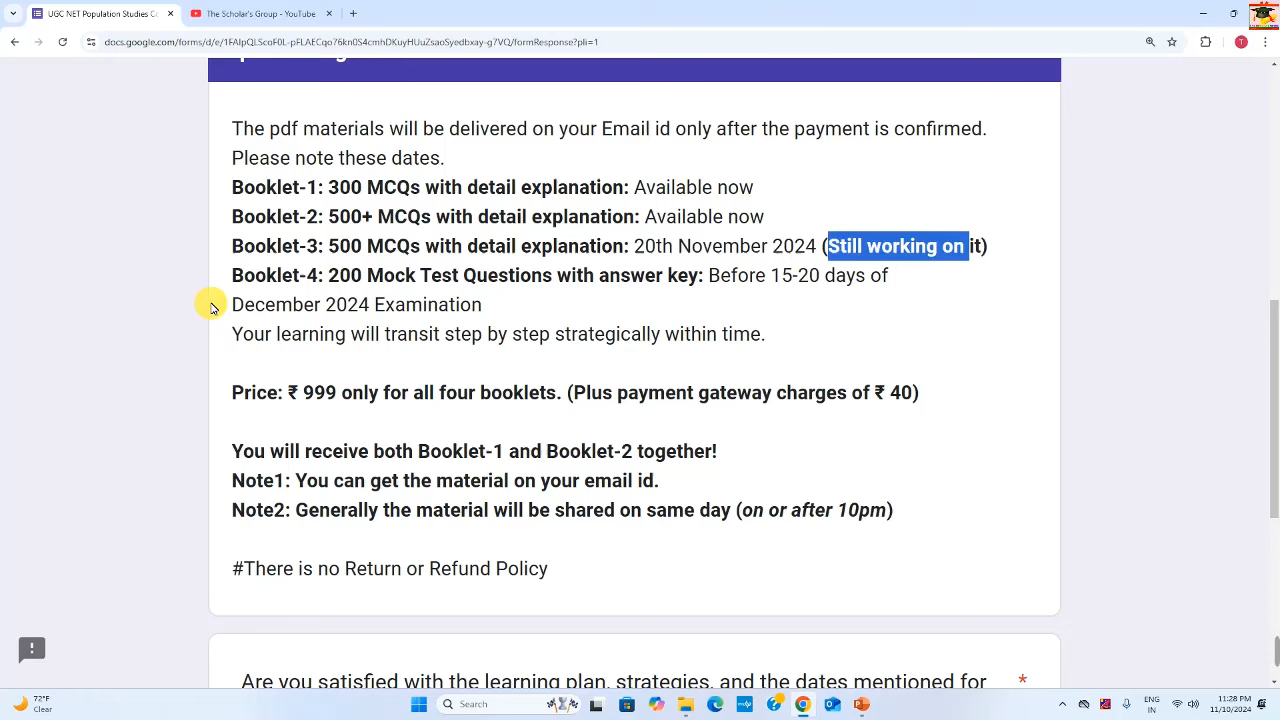 UGC NET Population Studies Co
The Scholar's Group - YouTube
docs.google.com/forms/d/e/1FAIpQLScoF0L-pFLAECqo76kn0S4cmhDKuyHUuZsaoSyedbxay-g7VQ/formResponse?pli=1
The pdf materials will be delivered on your Email id only after the payment is confirmed.
Please note these dates.
Booklet-1: 300 MCQs with detail explanation: Available now
Booklet-2: 500+ MCQs with detail explanation: Available now
Booklet-3: 500 MCQs with detail explanation: 20th November 2024 (Still working on it)
Booklet-4: 200 Mock Test Questions with answer key: Before 15-20 days of
December 2024 Examination
Your learning will transit step by step strategically within time.
Price: ₹ 999 only for all four booklets. (Plus payment gateway charges of ₹ 40)
You will receive both Booklet-1 and Booklet-2 together!
Note1: You can get the material on your email id.
Note2: Generally the material will be shared on same day (on or after 10pm)
#There is no Return or Refund Policy
Are you satisfied with the learning plan, strategies, and the dates mentioned for *
72°F
Clear
Search
ENG
IN
11:28 PM
11/10/2024